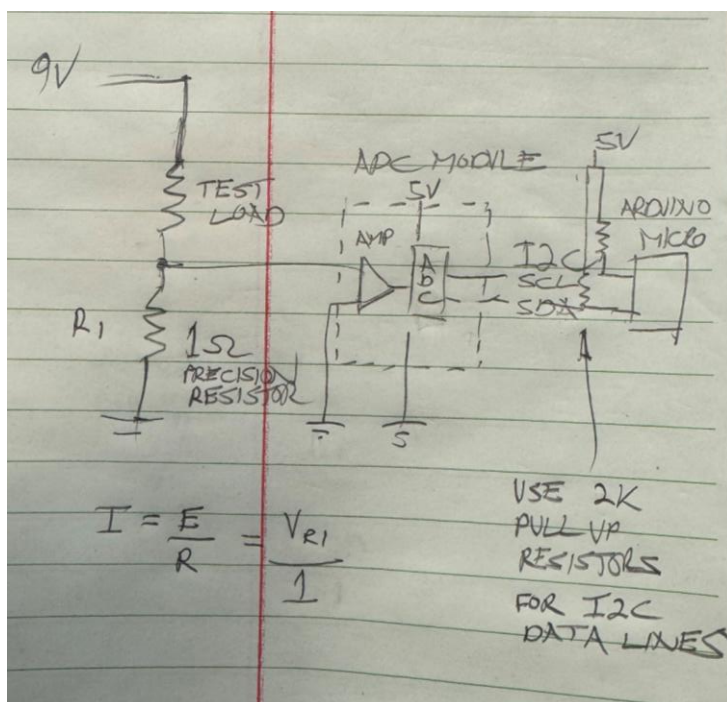 9V
TEST
LOAD
R1
1Ω
PRECISION
RESISTOR
ADC MODULE
5V
AMP
ADC
I2C
SCL
SDA
5V
ARDUINO
MICRO
I = E/R = VR1/1
USE 2K
PULL UP
RESISTORS
FOR I2C
DATA LINES